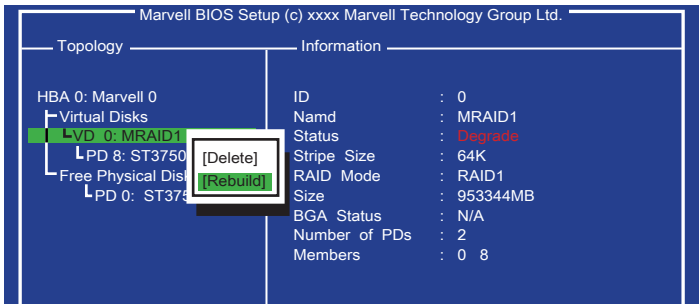 Marvell BIOS Setup (c) xxxx Marvell Technology Group Ltd.
Topology
HBA 0: Marvell 0
Virtual Disks
VD 0: MRAID1
PD 8: ST3750
Free Physical Dis
PD 0: ST375
[Delete]
[Rebuild]
Information
ID : 0
Namd : MRAID1
Status : Degrade
Stripe Size : 64K
RAID Mode : RAID1
Size : 953344MB
BGA Status : N/A
Number of PDs : 2
Members : 0 8